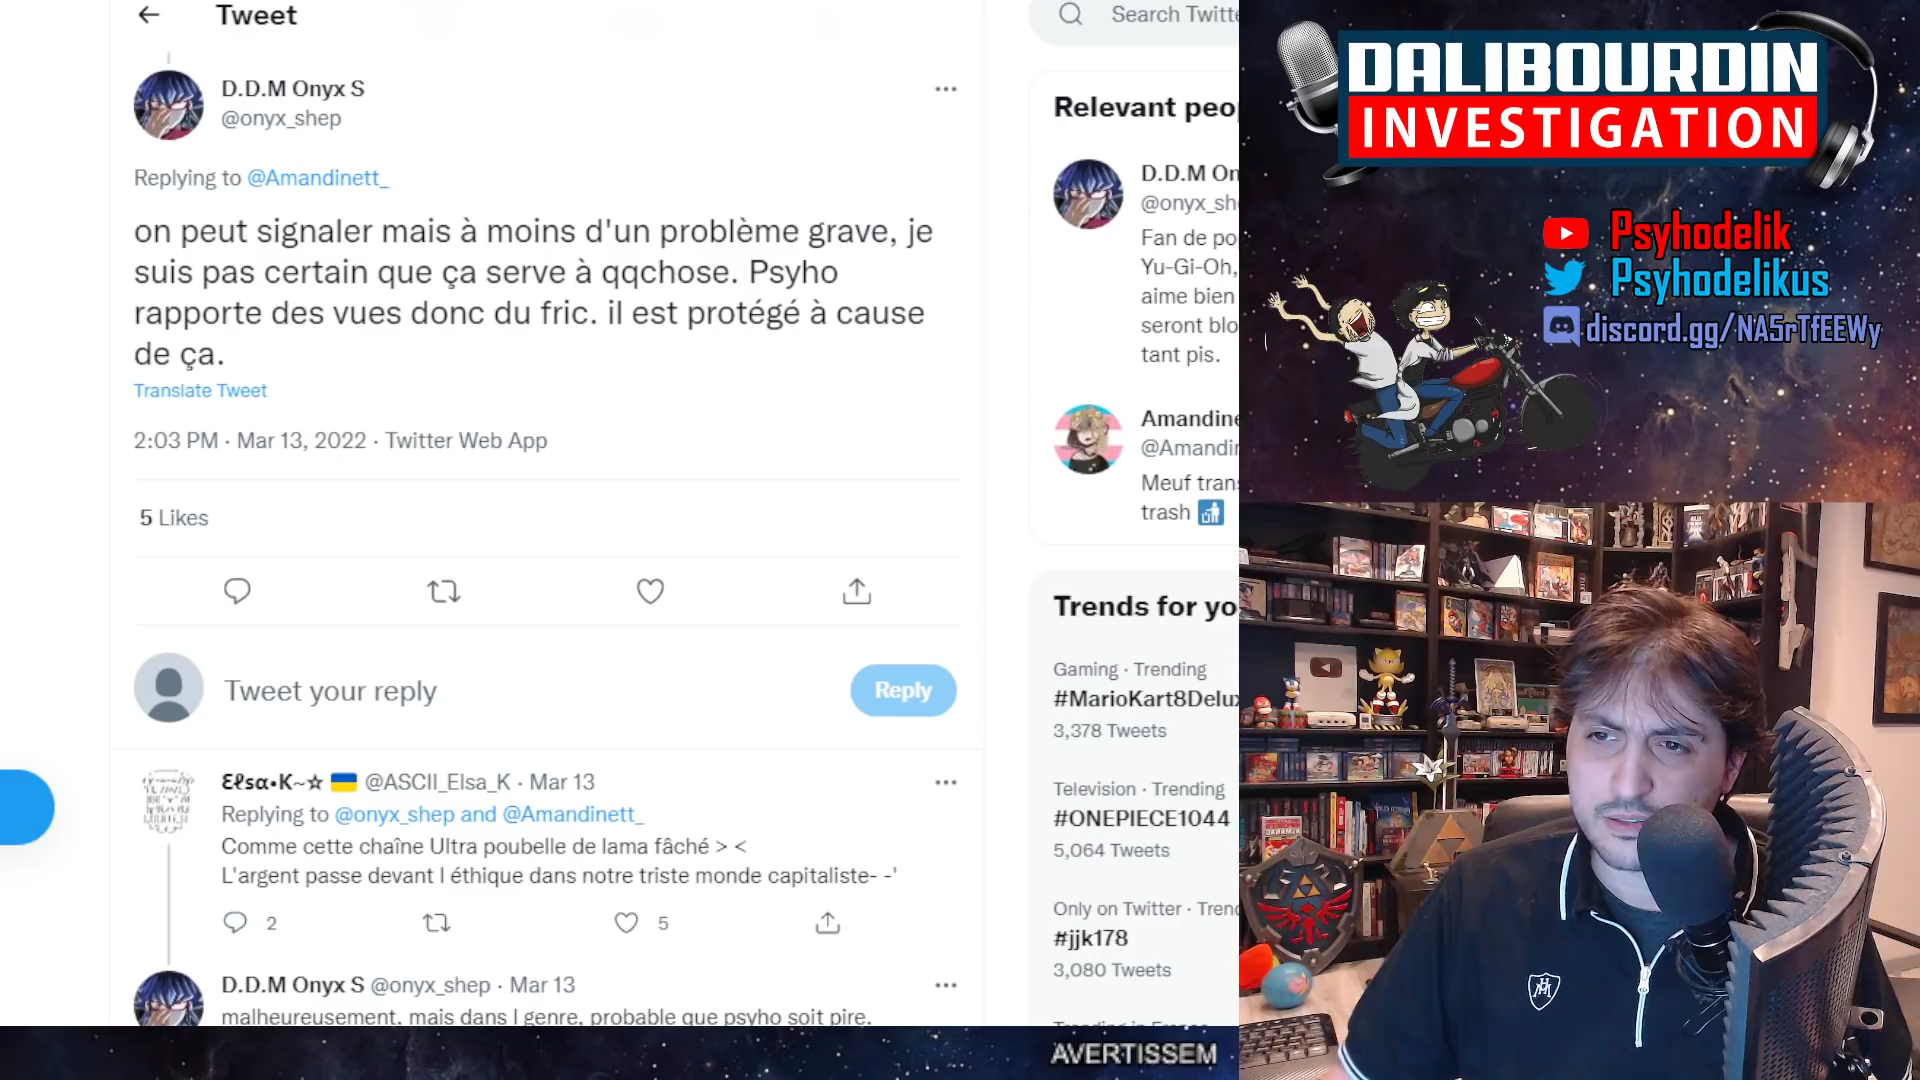 Tweet
D.D.M Onyx S
@onyx_shep
Replying to @Amandinett_
on peut signaler mais à moins d'un problème grave, je
suis pas certain que ça serve à qqchose. Psyho
rapporte des vues donc du fric. il est protégé à cause
de ça.
Translate Tweet
2:03 PM · Mar 13, 2022 · Twitter Web App
5 Likes
Tweet your reply
Reply
Ɛℓsα•K~☆ 🇺🇦 @ASCII_Elsa_K · Mar 13
Replying to @onyx_shep and @Amandinett_
Comme cette chaîne Ultra poubelle de lama fâché > <
L'argent passe devant l éthique dans notre triste monde capitaliste- -'
2
5
D.D.M Onyx S @onyx_shep · Mar 13
malheureusement. mais dans l genre, probable que psyho soit pire.
Search Twitte
Relevant peo
D.D.M On
@onyx_sh
Fan de po
Yu-Gi-Oh,
aime bien
seront blo
tant pis.
Amandine
@Amandi
Meuf trans
trash 🚮
Trends for yo
Gaming · Trending
#MarioKart8Delux
3,378 Tweets
Television · Trending
#ONEPIECE1044
5,064 Tweets
Only on Twitter · Trend
#jjk178
3,080 Tweets
Trending in France
AVERTISSEM
DALIBOURDIN
INVESTIGATION
Psyhodelik
Psyhodelikus
discord.gg/NA5rTfEEWy